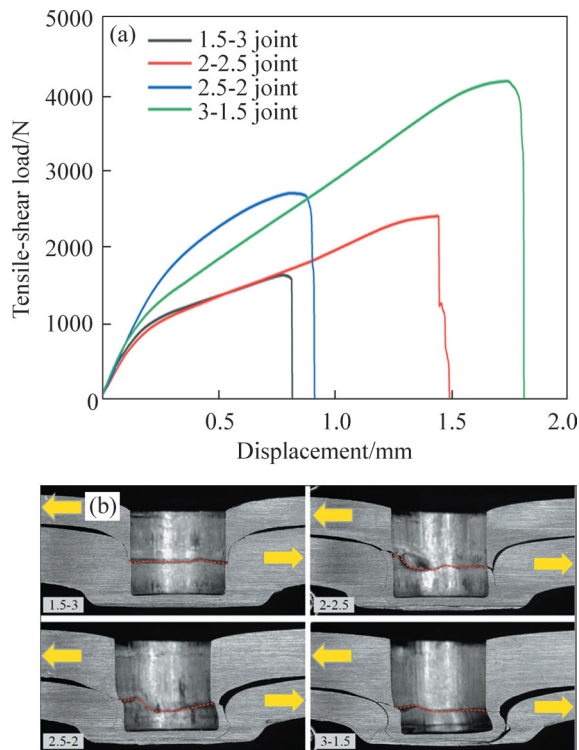 (a)
1.5-3 joint
2-2.5 joint
2.5-2 joint
3-1.5 joint
5000
4000
3000
2000
1000
0
Tensile-shear load/N
0.5
1.0
1.5
2.0
Displacement/mm
(b)
1.5-3
2-2.5
2.5-2
3-1.5